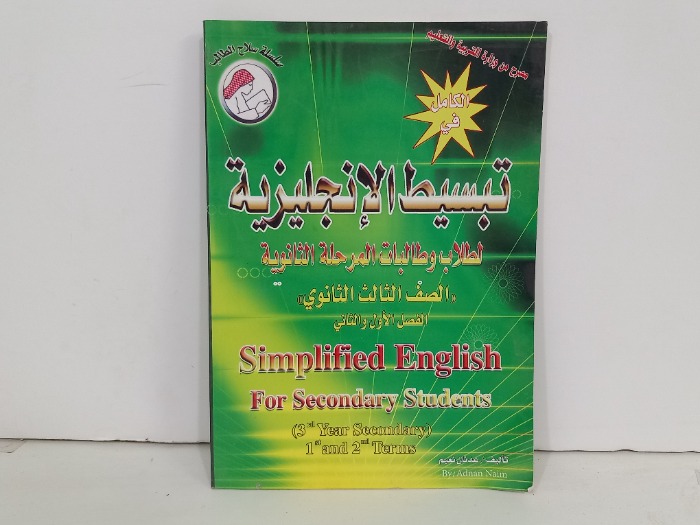 مصرح من وزارة التربية والتعليم
سلسلة سلاح الطالب
الكامل
في
تبسيط الإنجليزية
لطلاب وطالبات المرحلة الثانوية
«الصف الثالث الثانوي»
الفصل الأول والثاني
Simplified English
For Secondary Students
(3rd Year Secondary)
1st and 2nd Terms
تأليف: عدنان نعيم
By: Adnan Naim